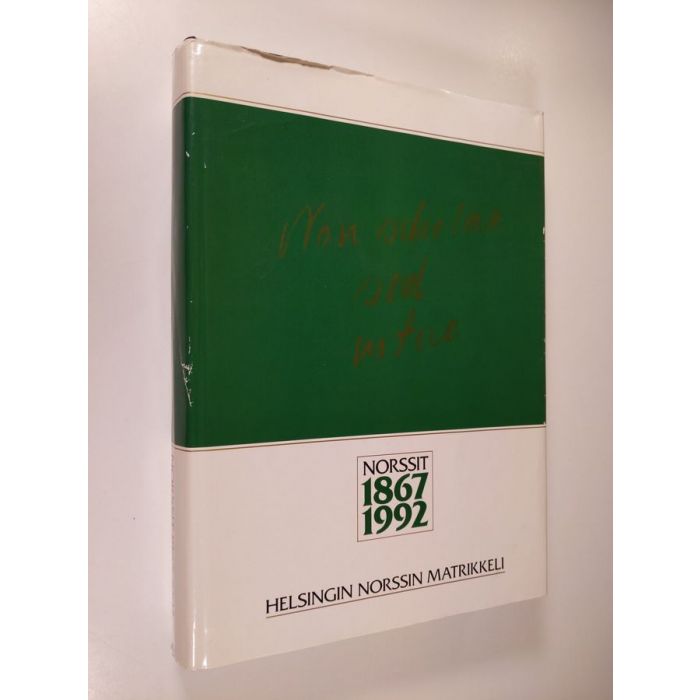 Non scholae
sed
vitae
NORSSIT
1867
1992
HELSINGIN NORSSIN MATRIKKELI